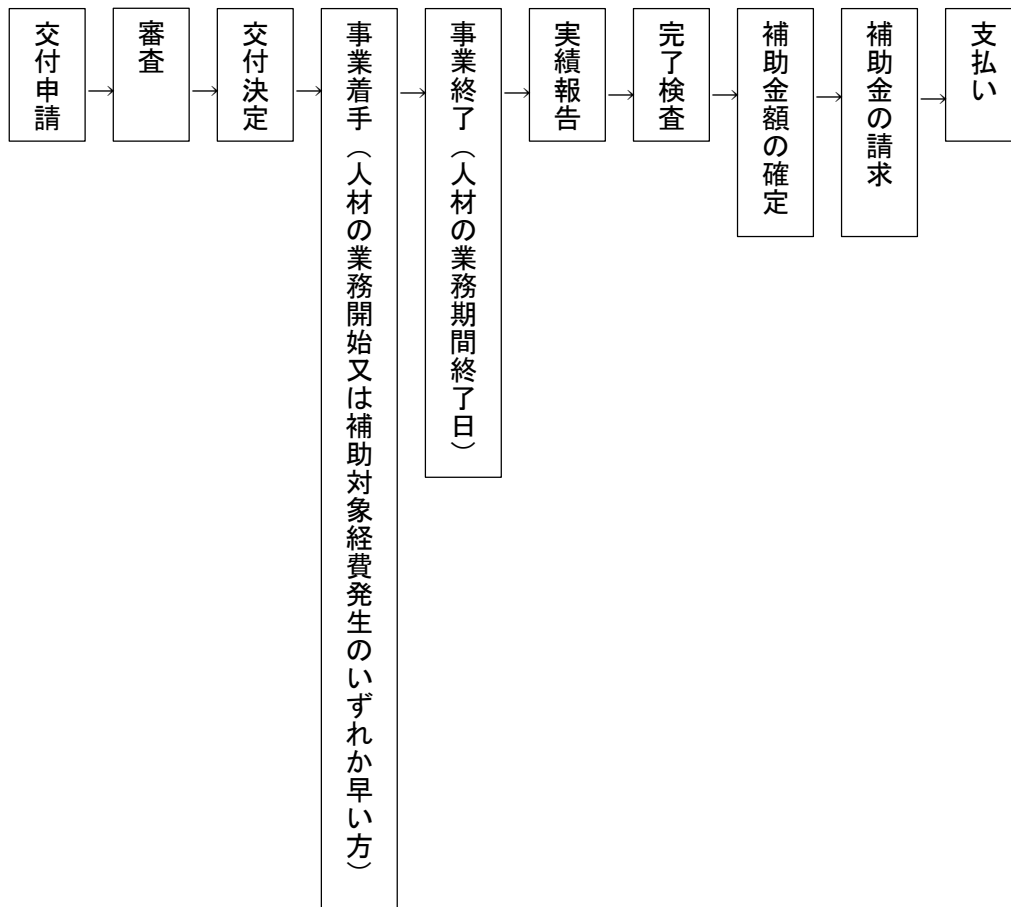 交付申請
→
審査
→
交付決定
→
事業着手（人材の業務開始又は補助対象経費発生のいずれか早い方）
→
事業終了（人材の業務期間終了日）
→
実績報告
→
完了検査
→
補助金額の確定
→
補助金の請求
→
支払い